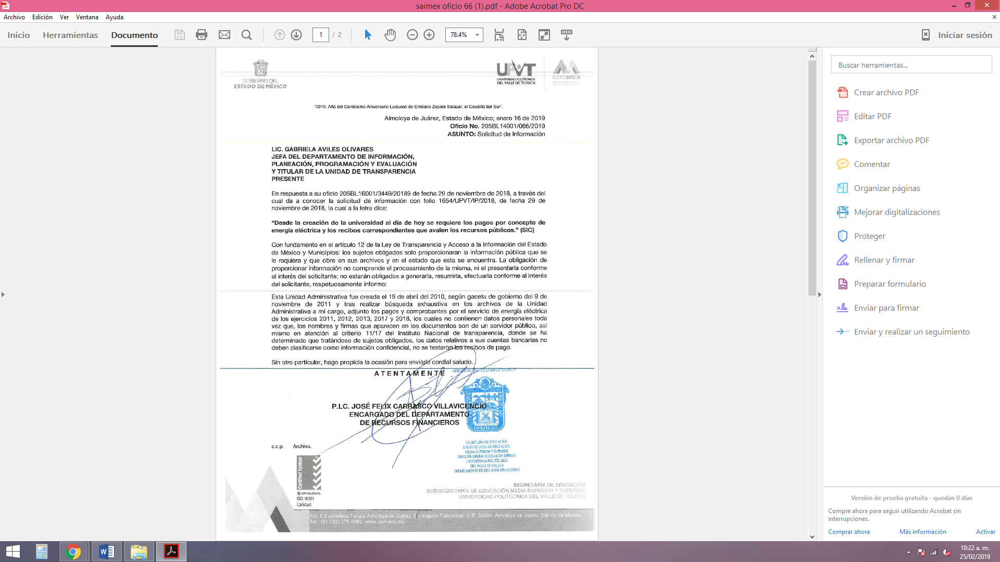 saimex oficio 66 (1).pdf - Adobe Acrobat Pro DC
Archivo Edición Ver Ventana Ayuda
Inicio Herramientas Documento 1 / 2 78.4% Iniciar sesión
GOBIERNO DEL
ESTADO DE MÉXICO
UPVT
UNIVERSIDAD POLITÉCNICA
DEL VALLE DE TOLUCA
EDOMEX
"2019. Año del Centésimo Aniversario Luctuoso de Emiliano Zapata Salazar, el Caudillo del Sur".
Almoloya de Juárez, Estado de México; enero 16 de 2019
Oficio No. 205BL14001/066/2019
ASUNTO: Solicitud de Información
LIC. GABRIELA AVILES OLIVARES
JEFA DEL DEPARTAMENTO DE INFORMACIÓN,
PLANEACIÓN, PROGRAMACIÓN Y EVALUACIÓN
Y TITULAR DE LA UNIDAD DE TRANSPARENCIA
PRESENTE
En respuesta a su oficio 205BL16001/3449/20189 de fecha 29 de noviembre de 2018, a través del
cual da a conocer la solicitud de información con folio 1654/UPVT/IP/2018, de fecha 29 de
noviembre de 2018, la cual a la letra dice:
"Desde la creación de la universidad al día de hoy se requiere los pagos por concepto de
energía eléctrica y los recibos correspondientes que avalen los recursos públicos." (SIC)
Con fundamento en el artículo 12 de la Ley de Transparencia y Acceso a la Información del Estado
de México y Municipios: los sujetos obligados solo proporcionaran la información pública que se
le requiera y que obre en sus archivos y en el estado que esta se encuentra. La obligación de
proporcionar información no comprende el procesamiento de la misma, ni el presentarla conforme
al interés del solicitante; no estarán obligados a generarla, resumirla, efectuarla conforme al interés
del solicitante, respetuosamente informo:
Esta Unidad Administrativa fue creada el 19 de abril del 2010, según gaceta de gobierno del 9 de
noviembre de 2011 y tras realizar búsqueda exhaustiva en los archivos de la Unidad
Administrativa a mi cargo, adjunto los pagos y comprobantes por el servicio de energía eléctrica
de los ejercicios 2011, 2012, 2013, 2017 y 2018, los cuales no contienen datos personales toda
vez que, los nombres y firmas que aparecen en los documentos son de un servidor público, así
mismo en atención al criterio 11/17 del Instituto Nacional de transparencia, donde se ha
determinado que tratándose de sujetos obligados, los datos relativos a sus cuentas bancarias no
deben clasificarse como información confidencial, no se testaron los recibos de pago.
Sin otro particular, hago propicia la ocasión para enviarle cordial saludo.
ATENTAMENTE
GOBIERNO DEL ESTADO DE MÉXICO
P.LC. JOSÉ FELIX CARRASCO VILLAVICENCIO
ENCARGADO DEL DEPARTAMENTO
DE RECURSOS FINANCIEROS
SECRETARÍA DE EDUCACIÓN
SUBSECRETARÍA DE EDUCACIÓN
MEDIA SUPERIOR Y SUPERIOR
DIRECCIÓN GENERAL DE EDUCACIÓN SUPERIOR
UNIVERSIDAD POLITÉCNICA
DEL VALLE DE TOLUCA
DEPARTAMENTO DE RECURSOS FINANCIEROS
c.c.p. Archivo.
Certified System
SAI GLOBAL
ISO 9001
Calidad
SECRETARÍA DE EDUCACIÓN
SUBSECRETARÍA DE EDUCACIÓN MEDIA SUPERIOR Y SUPERIOR
UNIVERSIDAD POLITÉCNICA DEL VALLE DE TOLUCA
Km. 5.6 carretera Toluca-Almoloya de Juárez, Santiaguito Tlalcilalcali, C.P. 50904, Almoloya de Juárez, Estado de México.
Tel.: (01 722) 276 6060. www.upvt.edu.mx
Buscar herramientas...
Crear archivo PDF
Editar PDF
Exportar archivo PDF
Comentar
Organizar páginas
Mejorar digitalizaciones
Proteger
Rellenar y firmar
Preparar formulario
Enviar para firmar
Enviar y realizar un seguimiento
Versión de prueba gratuita - quedan 0 días
Compre ahora para seguir utilizando Acrobat sin
interrupciones.
Comprar ahora Más información Activar
10:22 a. m.
25/02/2019